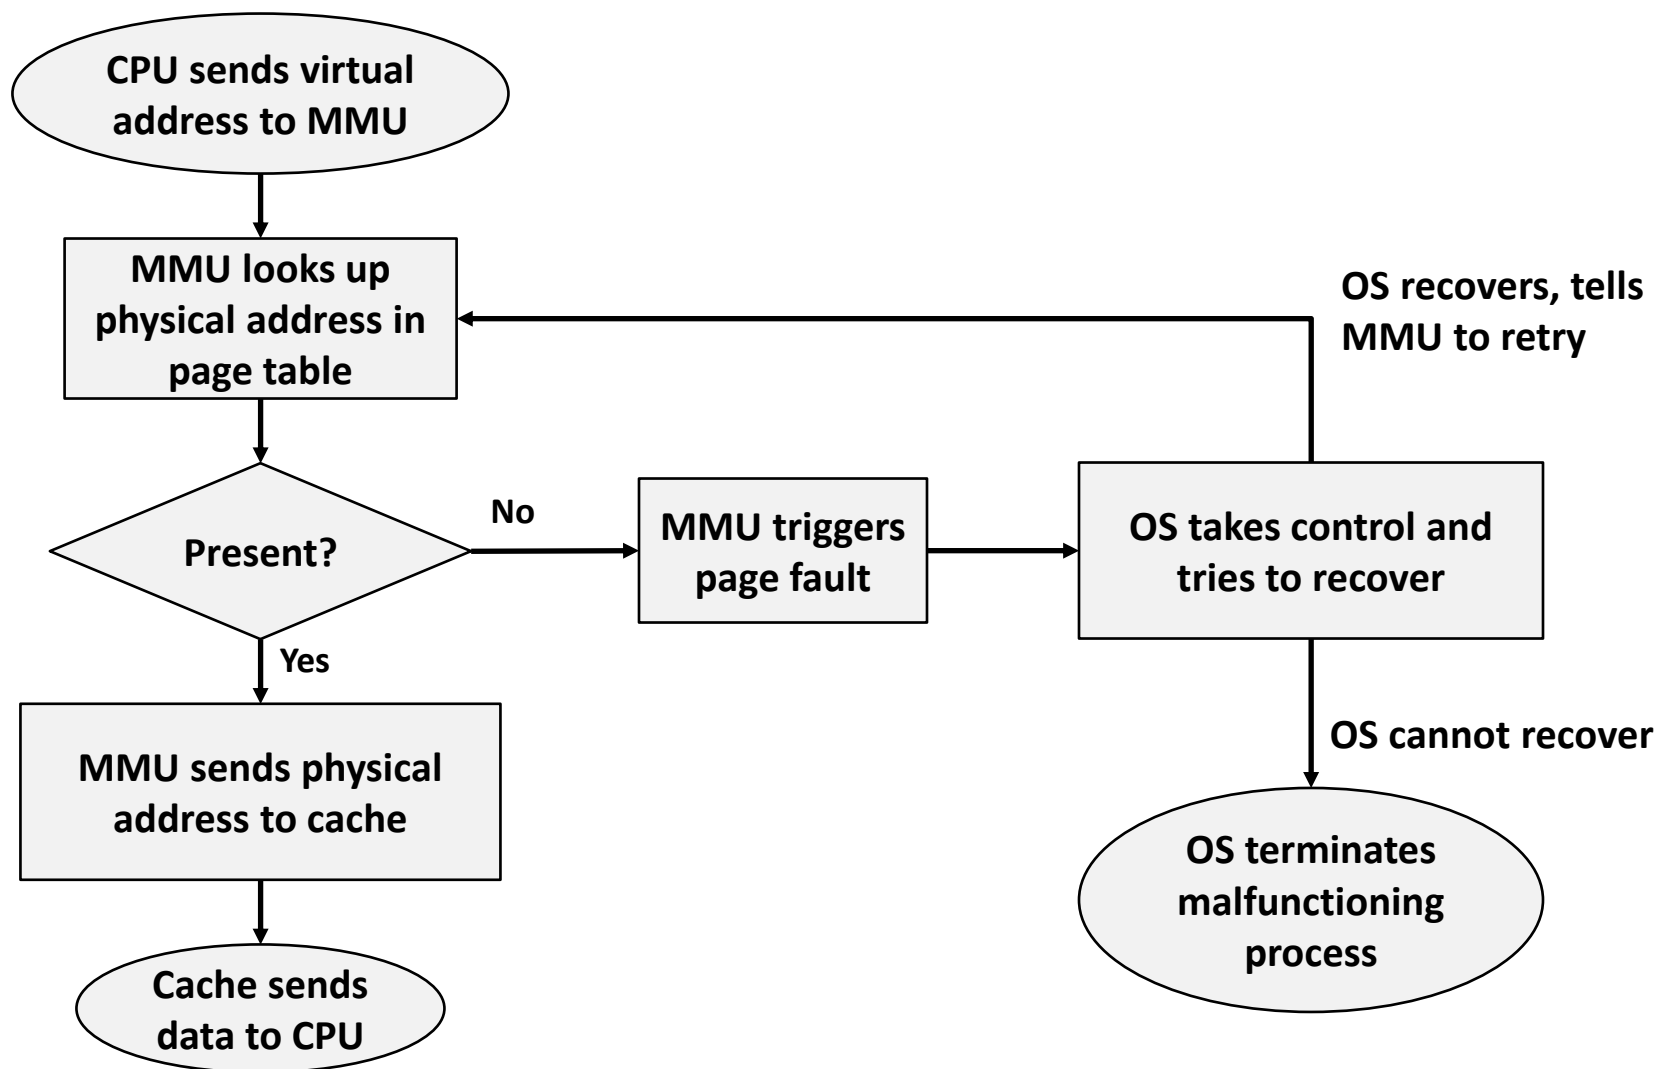 CPU sends virtual
address to MMU
MMU looks up
physical address in
page table
OS recovers, tells
MMU to retry
Present?
No
MMU triggers
page fault
OS takes control and
tries to recover
Yes
MMU sends physical
address to cache
OS cannot recover
OS terminates
malfunctioning
process
Cache sends
data to CPU